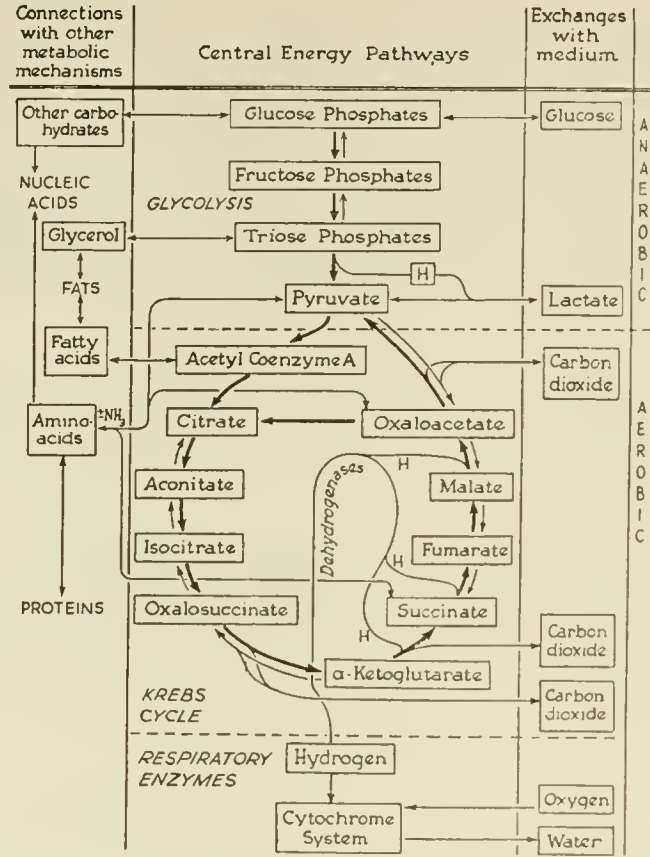 Connections
with other
metabolic
mechanisms
Central Energy Pathways
Exchanges
with
medium
Other carbo-
hydrates
Glucose Phosphates
Glucose
NUCLEIC
ACIDS
Fructose Phosphates
GLYCOLYSIS
Glycerol
Triose Phosphates
H
FATS
Pyruvate
Lactate
ANAEROBIC
Fatty
acids
Acetyl Coenzyme A
Carbon
dioxide
Amino-
acids
±NH3
Citrate
Oxaloacetate
AEROBIC
Aconitate
Dehydrogenases
H
Malate
Isocitrate
H
Fumarate
PROTEINS
Oxalosuccinate
Succinate
H
Carbon
dioxide
α-Ketoglutarate
KREBS
CYCLE
Carbon
dioxide
RESPIRATORY
ENZYMES
Hydrogen
Oxygen
Cytochrome
System
Water